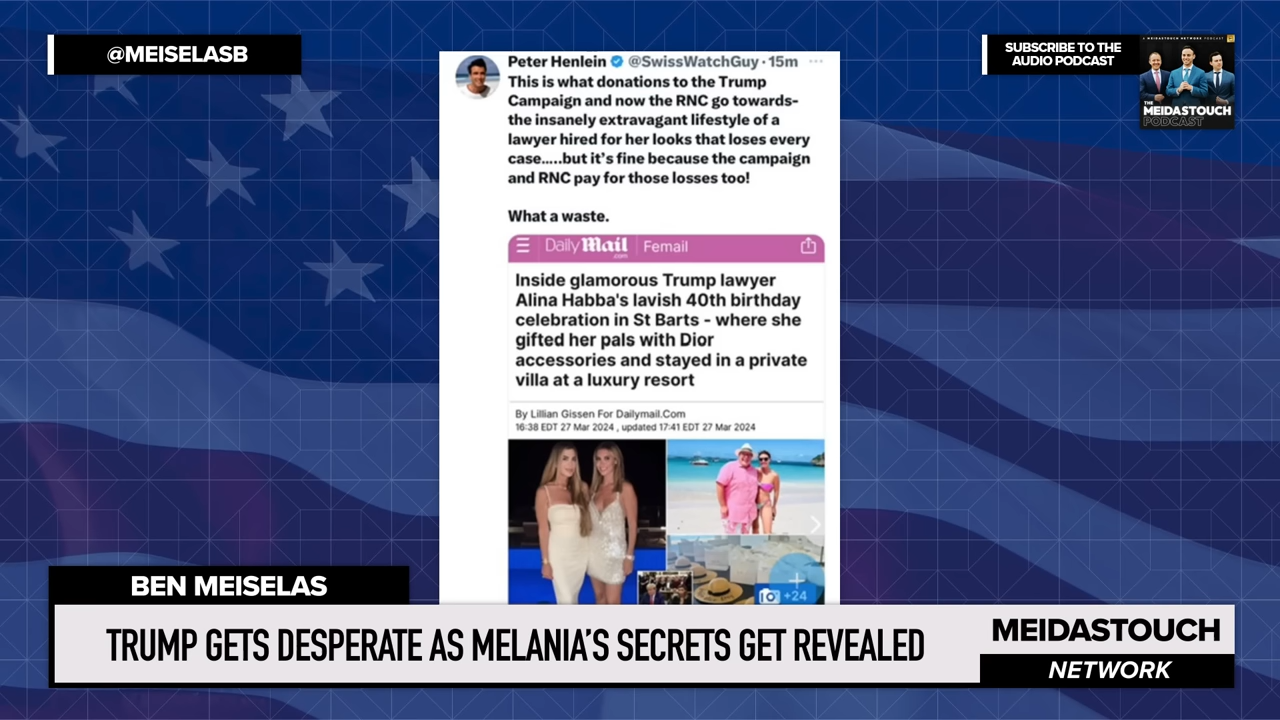 @MEISELASB
SUBSCRIBE TO THE
AUDIO PODCAST
THE
MEIDASTOUCH
PODCAST
Peter Henlein @SwissWatchGuy · 15m ...
This is what donations to the Trump
Campaign and now the RNC go towards-
the insanely extravagant lifestyle of a
lawyer hired for her looks that loses every
case.....but it's fine because the campaign
and RNC pay for those losses too!
What a waste.
Daily Mail
.com
Femail
Inside glamorous Trump lawyer
Alina Habba's lavish 40th birthday
celebration in St Barts - where she
gifted her pals with Dior
accessories and stayed in a private
villa at a luxury resort
By Lillian Gissen For Dailymail.Com
16:38 EDT 27 Mar 2024 , updated 17:41 EDT 27 Mar 2024
+24
BEN MEISELAS
TRUMP GETS DESPERATE AS MELANIA'S SECRETS GET REVEALED
MEIDASTOUCH
NETWORK